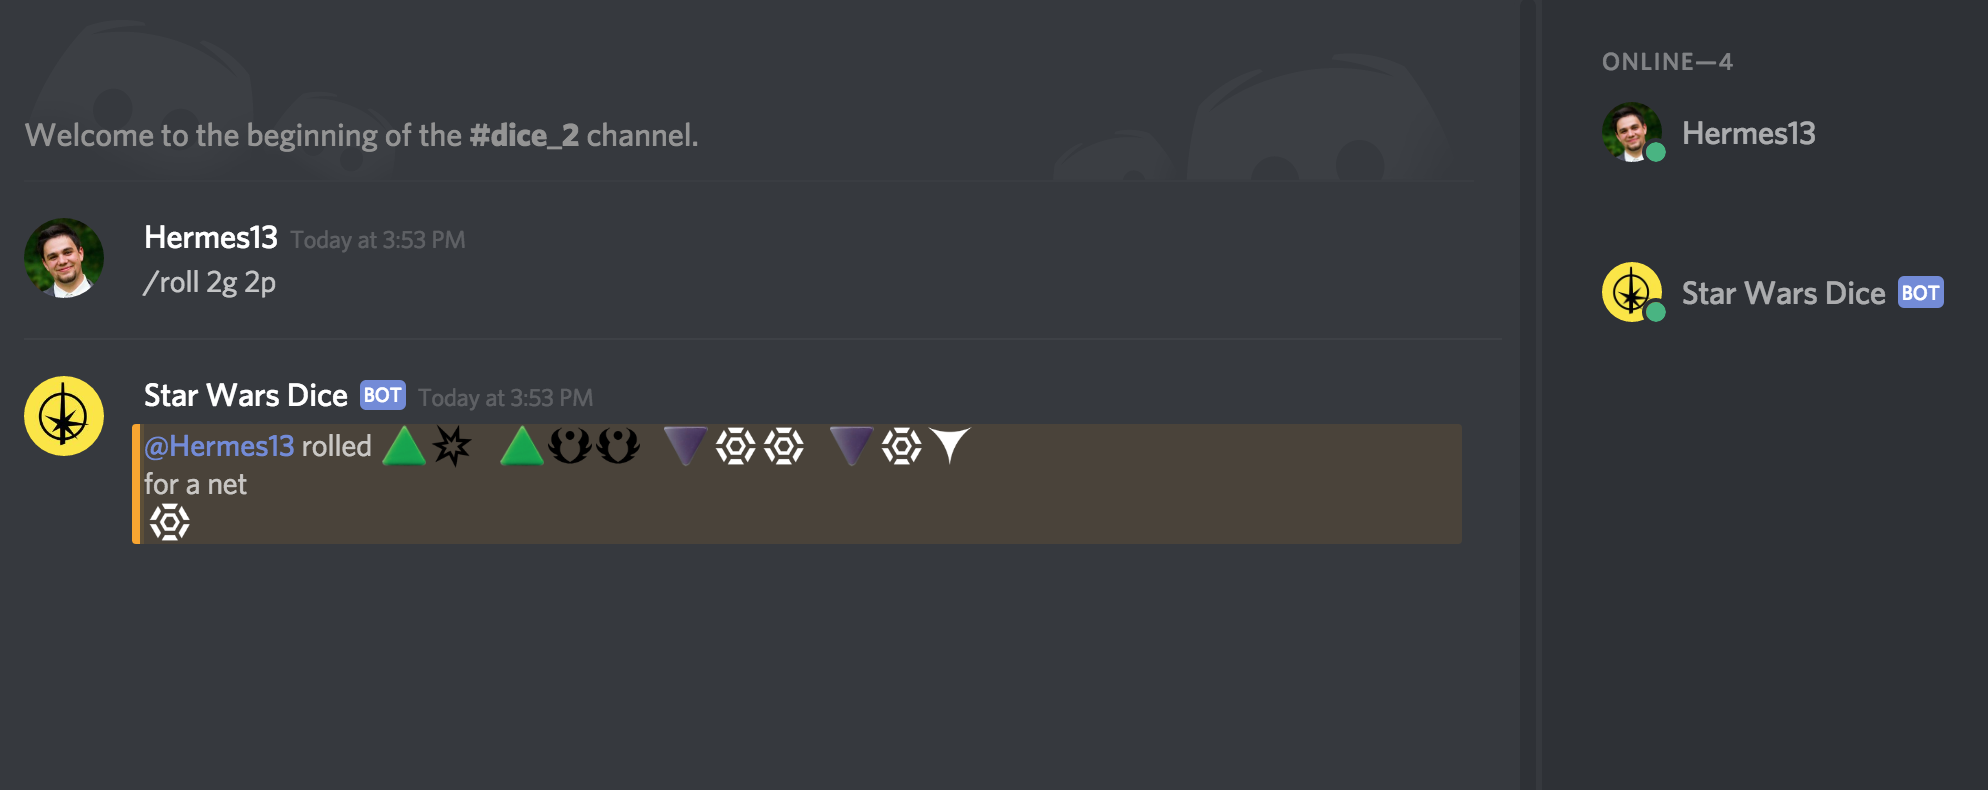 Welcome to the beginning of the #dice_2 channel.
Hermes13 Today at 3:53 PM
/roll 2g 2p
Star Wars Dice BOT Today at 3:53 PM
@Hermes13 rolled
for a net
ONLINE—4
Hermes13
Star Wars Dice BOT